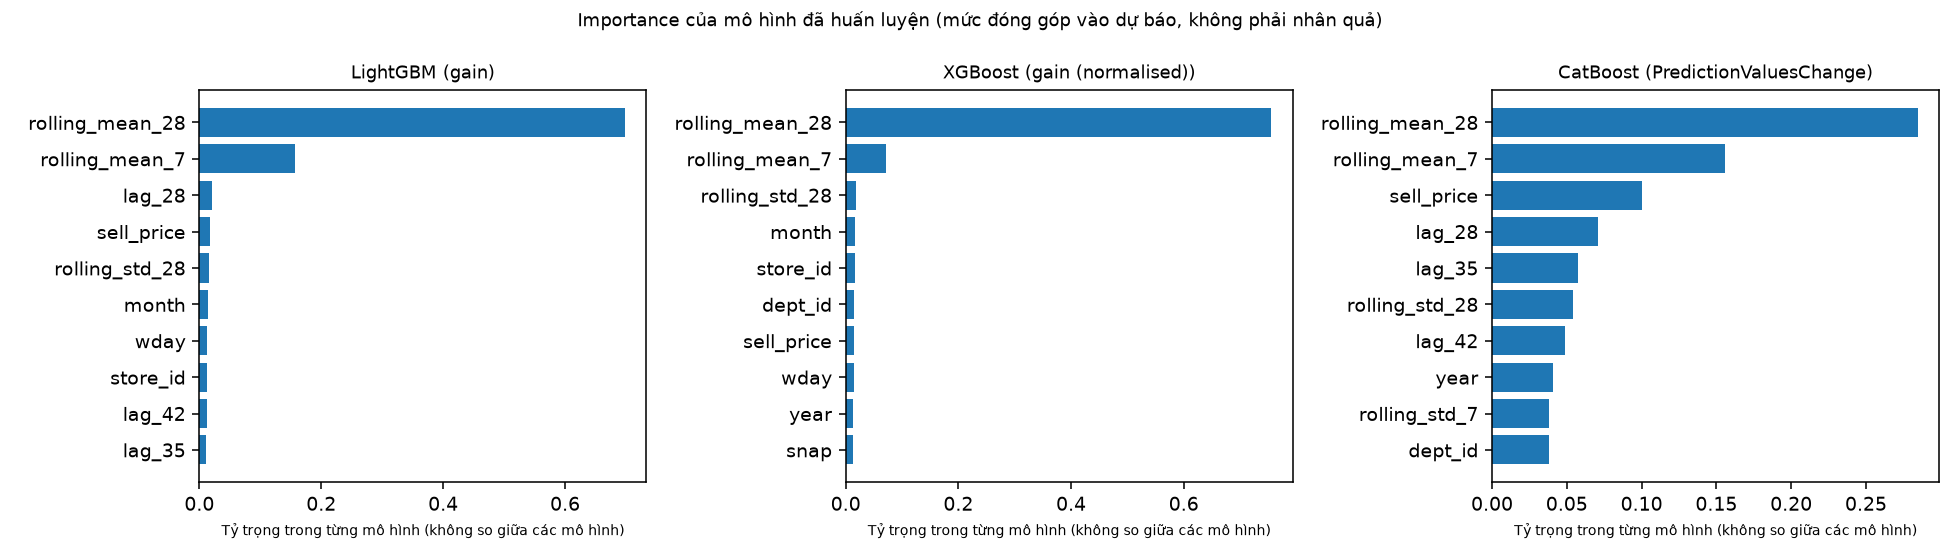 Importance của mô hình đã huấn luyện (mức đóng góp vào dự báo, không phải nhân quả)
LightGBM (gain)
rolling_mean_28
rolling_mean_7
lag_28
sell_price
rolling_std_28
month
wday
store_id
lag_42
lag_35
0.0 0.2 0.4 0.6
Tỷ trọng trong từng mô hình (không so giữa các mô hình)
XGBoost (gain (normalised))
rolling_mean_28
rolling_mean_7
rolling_std_28
month
store_id
dept_id
sell_price
wday
year
snap
0.0 0.2 0.4 0.6
Tỷ trọng trong từng mô hình (không so giữa các mô hình)
CatBoost (PredictionValuesChange)
rolling_mean_28
rolling_mean_7
sell_price
lag_28
lag_35
rolling_std_28
lag_42
year
rolling_std_7
dept_id
0.00 0.05 0.10 0.15 0.20 0.25
Tỷ trọng trong từng mô hình (không so giữa các mô hình)